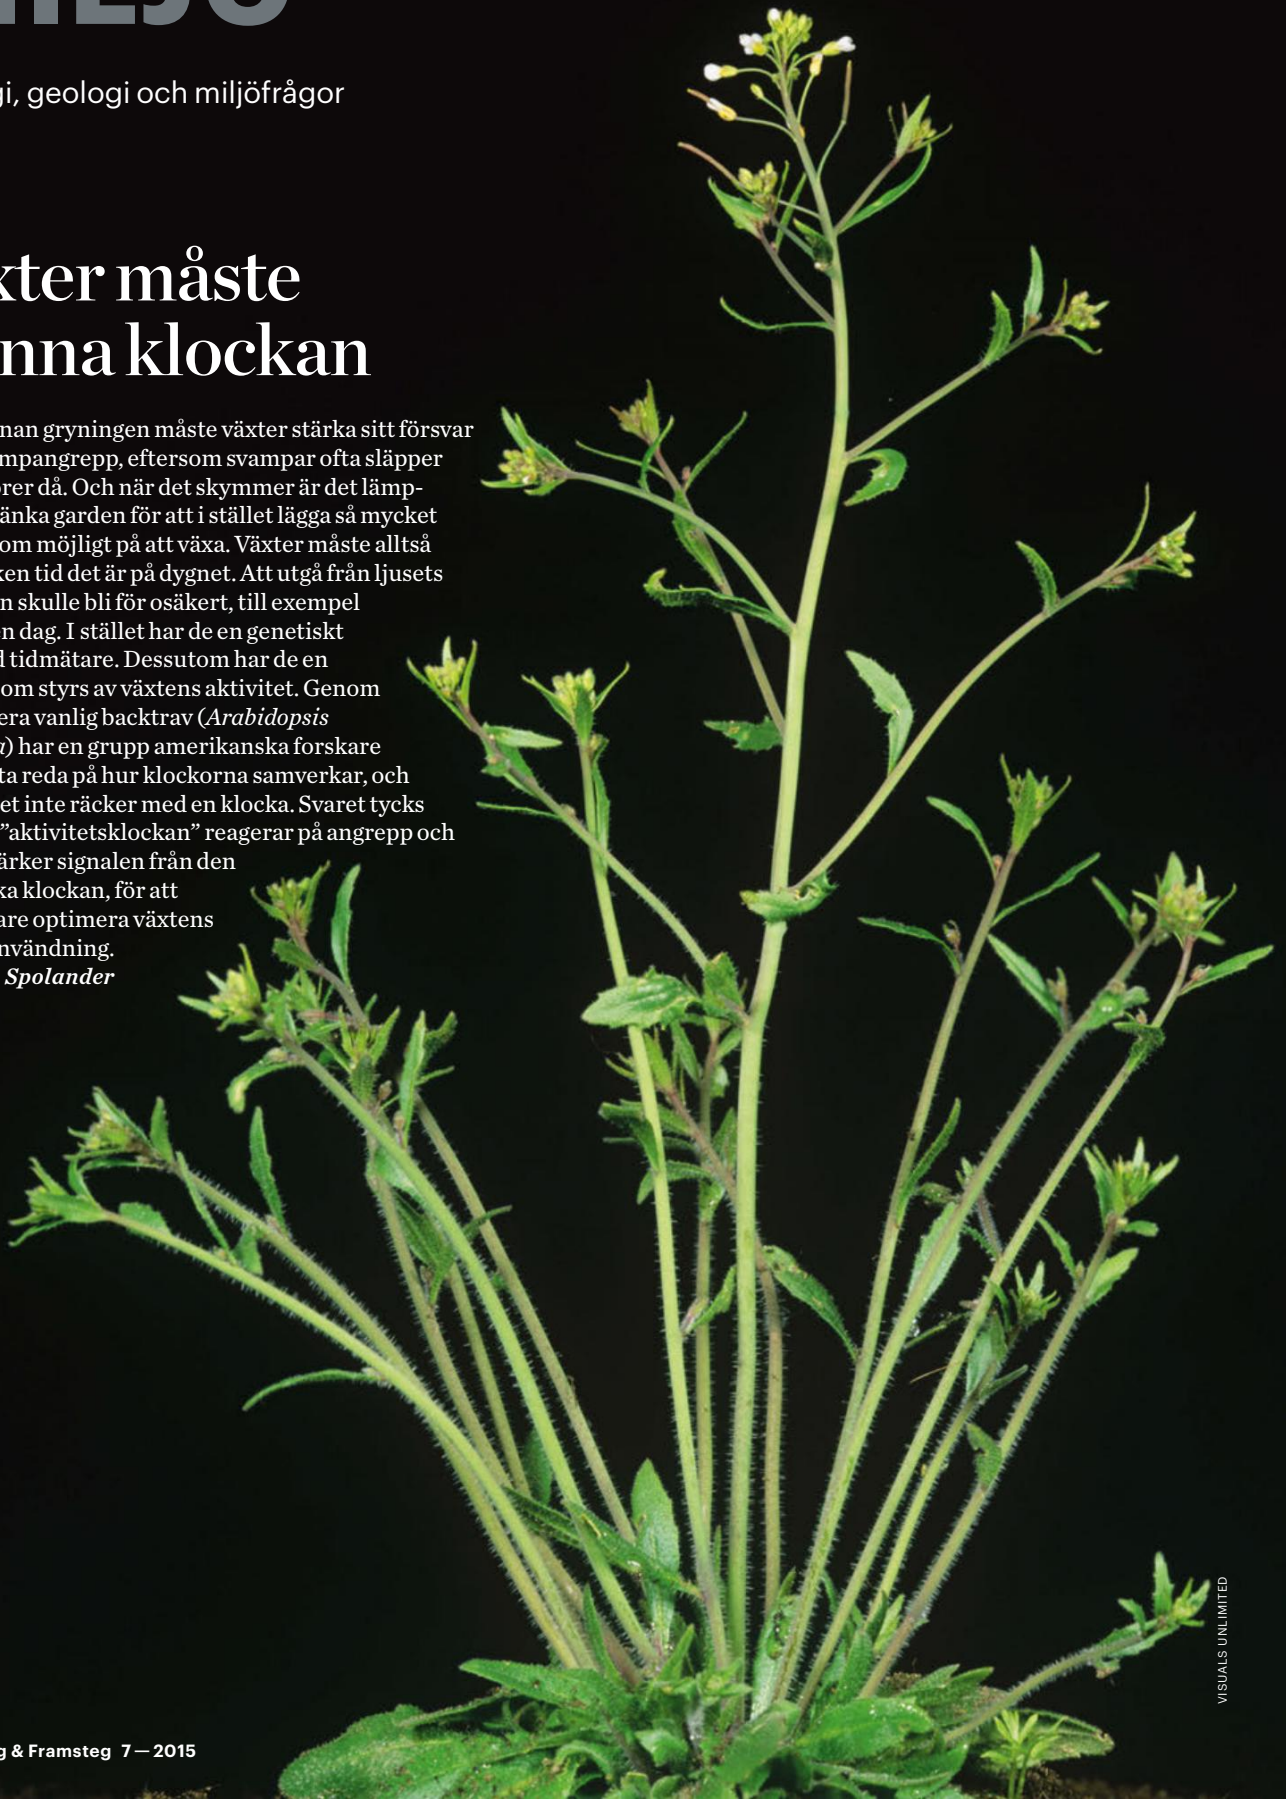 gi, geologi och miljöfrågor
xter måste
nna klockan
nan gryningen måste växter stärka sitt försvar
mpangrepp, eftersom svampar ofta släpper
orer då. Och när det skymmer är det lämp-
änka garden för att i stället lägga så mycket
om möjligt på att växa. Växter måste alltså
ken tid det är på dygnet. Att utgå från ljusets
n skulle bli för osäkert, till exempel
en dag. I stället har de en genetiskt
d tidmätare. Dessutom har de en
om styrs av växtens aktivitet. Genom
era vanlig backtrav (Arabidopsis
a) har en grupp amerikanska forskare
ta reda på hur klockorna samverkar, och
et inte räcker med en klocka. Svaret tycks
”aktivitetsklockan” reagerar på angrepp och
ärker signalen från den
ka klockan, för att
are optimera växtens
nvändning.
Spolander
VISUALS UNLIMITED
g & Framsteg 7 – 2015